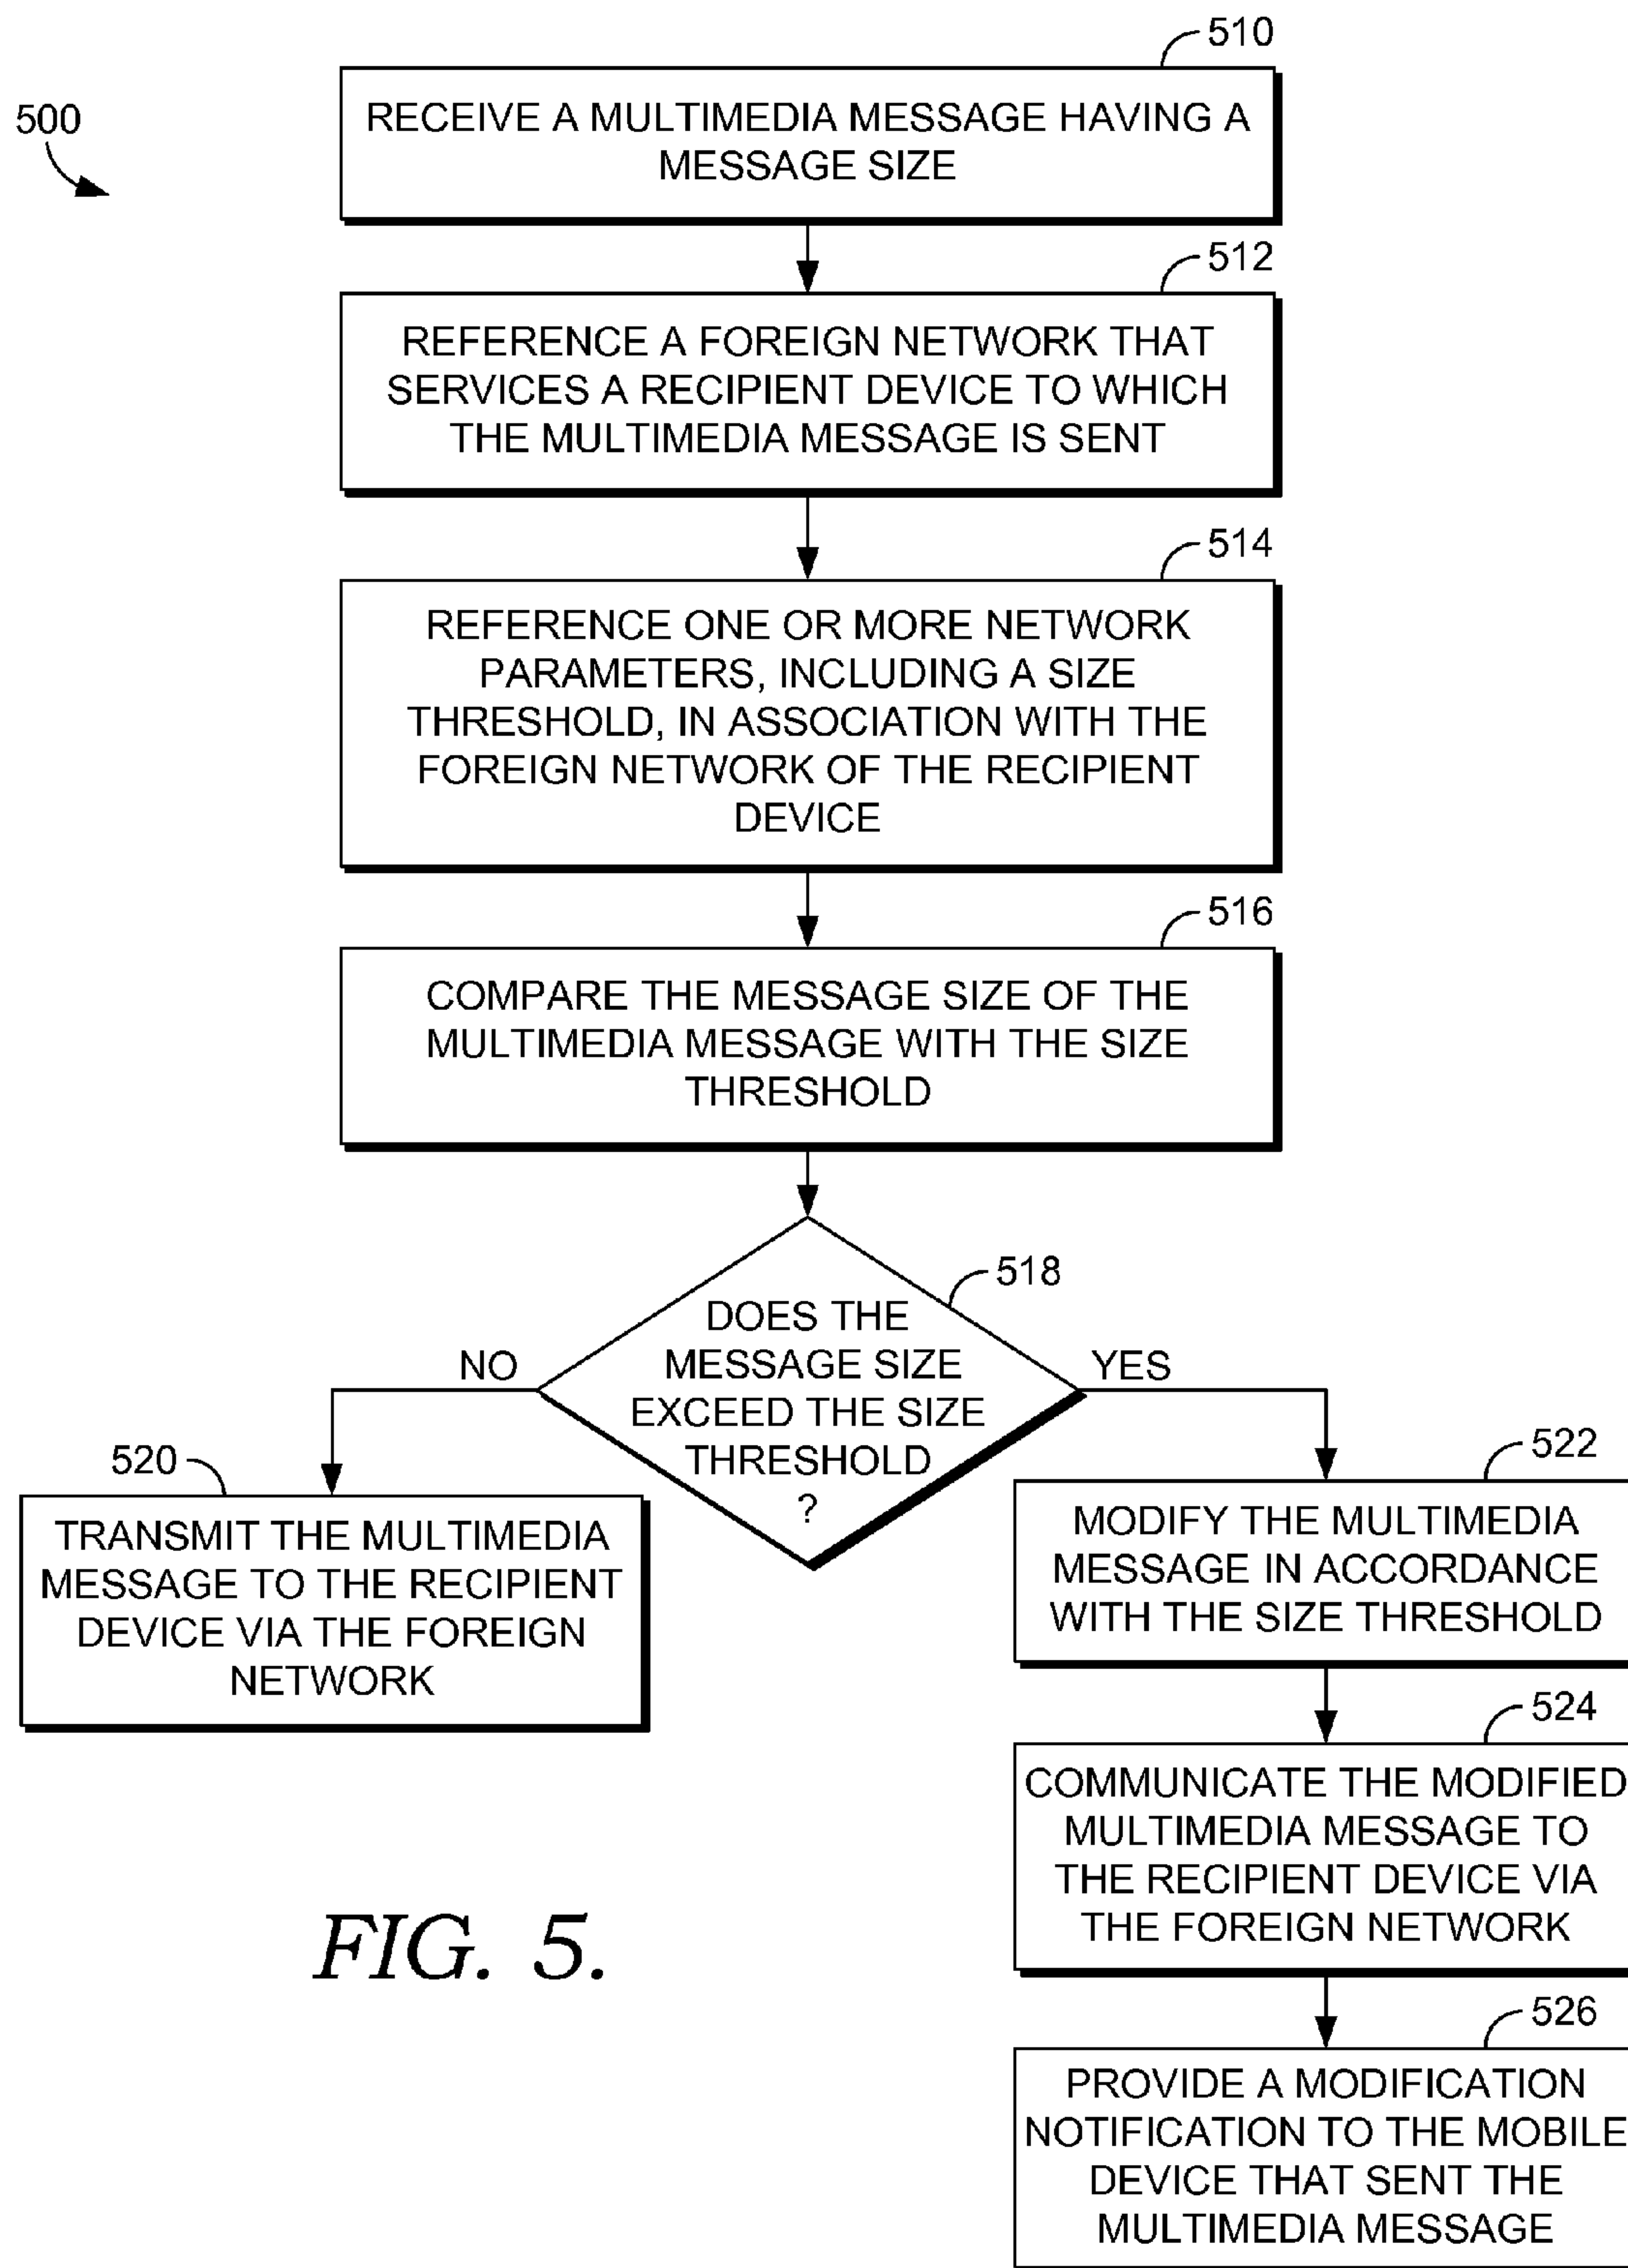 510
500
RECEIVE A MULTIMEDIA MESSAGE HAVING A
MESSAGE SIZE
512
REFERENCE A FOREIGN NETWORK THAT
SERVICES A RECIPIENT DEVICE TO WHICH
THE MULTIMEDIA MESSAGE IS SENT
514
REFERENCE ONE OR MORE NETWORK
PARAMETERS, INCLUDING A SIZE
THRESHOLD, IN ASSOCIATION WITH THE
FOREIGN NETWORK OF THE RECIPIENT
DEVICE
516
COMPARE THE MESSAGE SIZE OF THE
MULTIMEDIA MESSAGE WITH THE SIZE
THRESHOLD
518
DOES THE
MESSAGE SIZE
EXCEED THE SIZE
THRESHOLD
?
NO
YES
520
TRANSMIT THE MULTIMEDIA
MESSAGE TO THE RECIPIENT
DEVICE VIA THE FOREIGN
NETWORK
522
MODIFY THE MULTIMEDIA
MESSAGE IN ACCORDANCE
WITH THE SIZE THRESHOLD
524
COMMUNICATE THE MODIFIED
MULTIMEDIA MESSAGE TO
THE RECIPIENT DEVICE VIA
THE FOREIGN NETWORK
526
PROVIDE A MODIFICATION
NOTIFICATION TO THE MOBILE
DEVICE THAT SENT THE
MULTIMEDIA MESSAGE
FIG. 5.